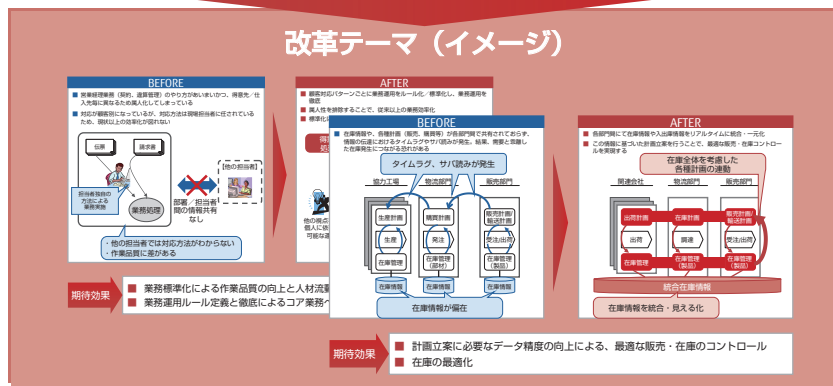 改革テーマ（イメージ）
BEFORE
■ 営業経理業務（契約、遡算管理）のやり方があいまいかつ、得意先／仕
入先毎に異なるため属人化してしまっている
■ 対応が顧客別になっているが、対応方法は現場担当者に任されている
ため、現状以上の効率化が図れない
伝票
請求書
【他の担当者】
担当者独自の
方法による
業務実施
業務処理
部署／担当者
間の情報共有
なし
・他の担当者では対応方法がわからない
・作業品質に差がある
AFTER
■ 顧客対応パターンごとに業務運用をルール化／標準化し、業務運用を
徹底
■ 属人性を排除することで、従来以上の業務効率化
■ 標準化に
他の視点
個人に依
可能な運
期待効果
■ 業務標準化による作業品質の向上と人材流動
■ 業務運用ルール定義と徹底によるコア業務へ
BEFORE
■ 在庫情報や、各種計画（販売、購買等）が各部門間で共有されておらず、
情報の伝達におけるタイムラグやサバ読みが発生。結果、需要と乖離し
た在庫発生につながる恐れがある
タイムラグ、サバ読みが発生
協力工場
物流部門
販売部門
生産計画
購買計画
販売計画/
輸送計画
生産
発注
受注/出荷
在庫管理
在庫管理
(部材)
在庫管理
(製品)
在庫情報
在庫情報
在庫情報
在庫情報が偏在
AFTER
■ 各部門間にて在庫情報や入出庫情報をリアルタイムに統合・一元化
■ この情報に基づいた計画立案を行うことで、最適な販売・在庫コントロー
ルを実現する
在庫全体を考慮した
各種計画の連動
関連会社
物流部門
販売部門
出荷計画
在庫計画
販売計画/
輸送計画
出荷
調達
受注/出荷
在庫管理
在庫管理
(製品)
在庫管理
(製品)
統合在庫情報
在庫情報を統合・見える化
期待効果
■ 計画立案に必要なデータ精度の向上による、最適な販売・在庫のコントロール
■ 在庫の最適化